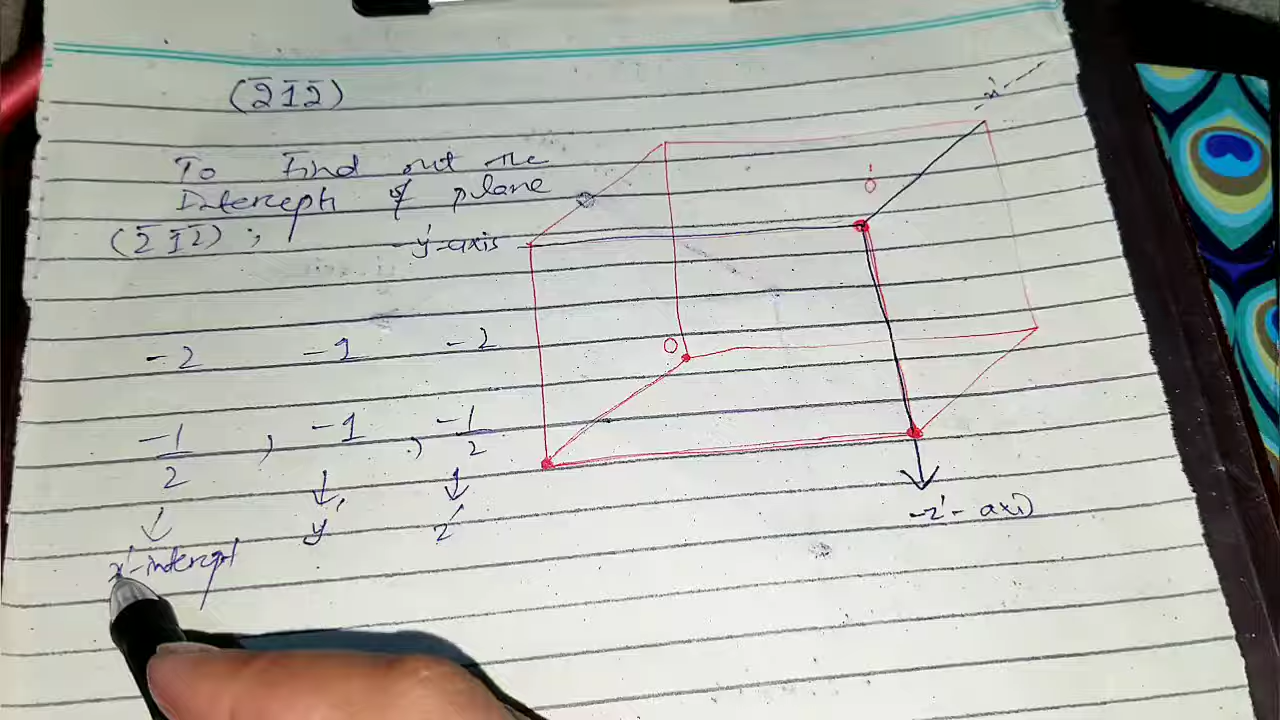 (2̄ 1̄ 2̄)
To Find out the
Intercept of plane
(2̄ 1̄ 2̄) ;
-y'-axis
-x'
o'
O
-2 -1 -2
-1/2 , -1 , -1/2
x'-intercept y' z'
-z'-axis